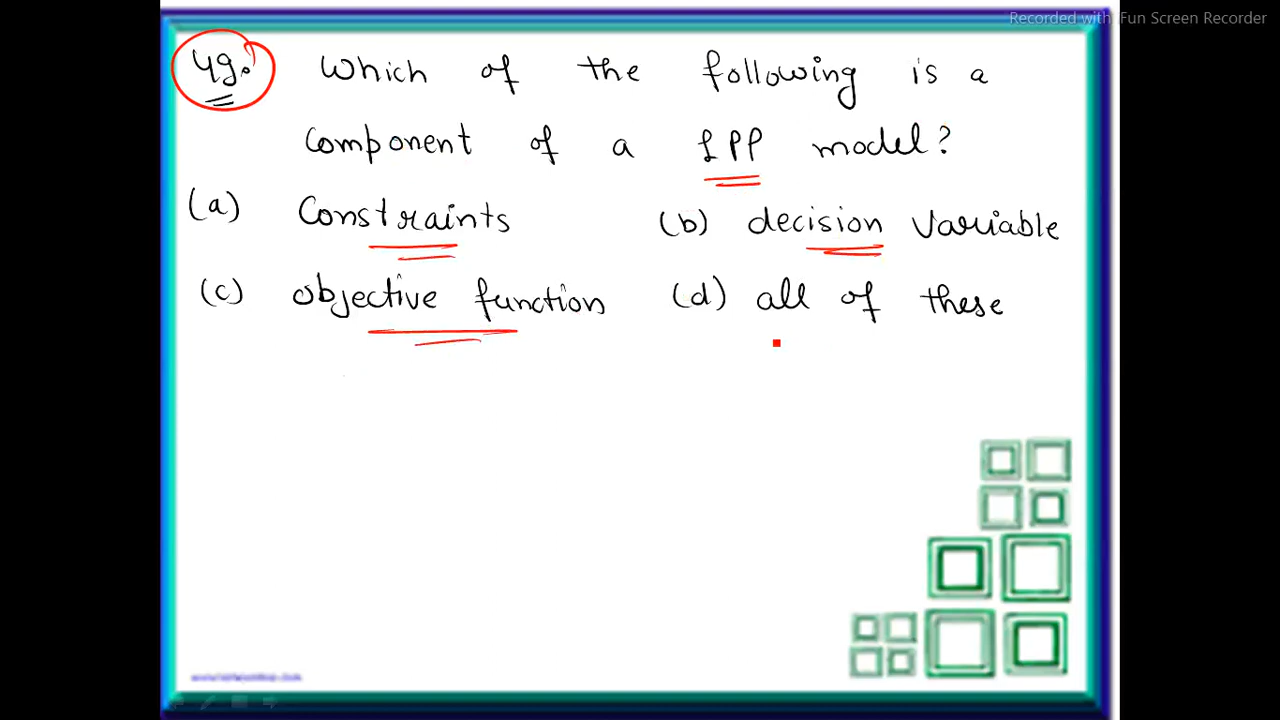 Recorded with Fun Screen Recorder
49. Which of the following is a
component of a LPP model?
(a) Constraints (b) decision variable
(c) objective function (d) all of these